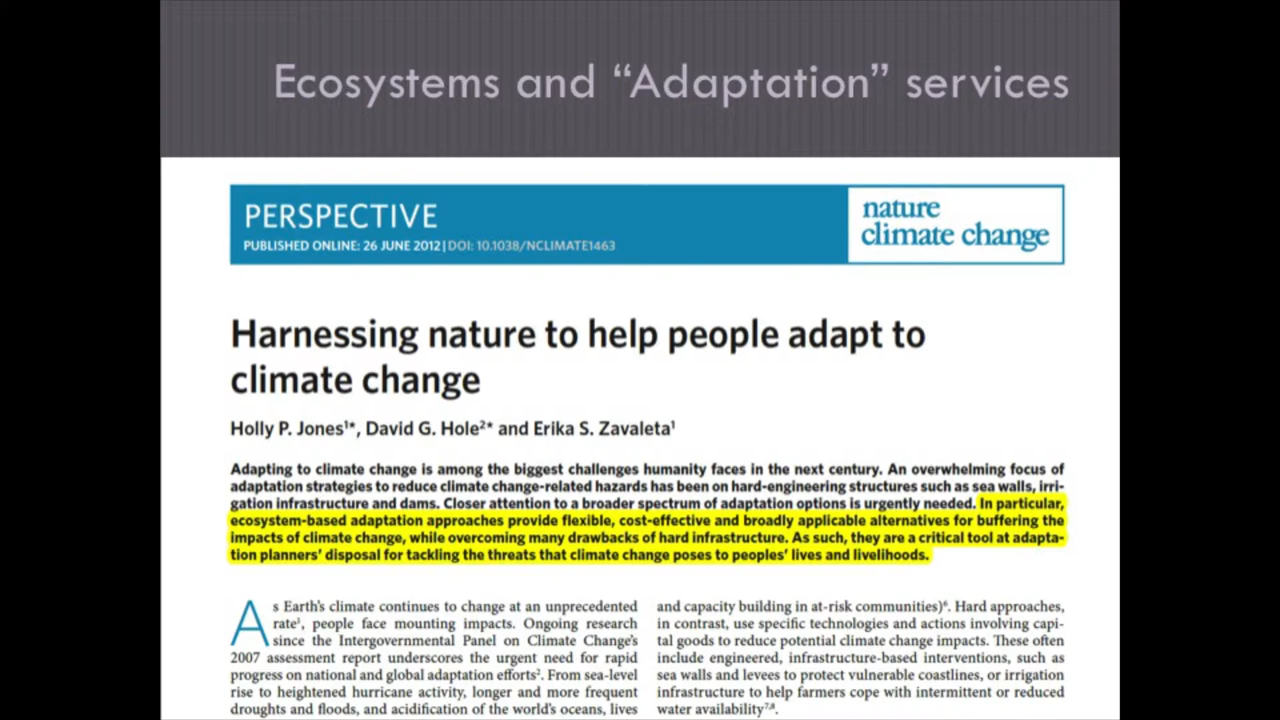 Ecosystems and “Adaptation” services
PERSPECTIVE
PUBLISHED ONLINE: 26 JUNE 2012 | DOI: 10.1038/NCLIMATE1463
nature
climate change
Harnessing nature to help people adapt to
climate change
Holly P. Jones¹*, David G. Hole²* and Erika S. Zavaleta¹
Adapting to climate change is among the biggest challenges humanity faces in the next century. An overwhelming focus of
adaptation strategies to reduce climate change-related hazards has been on hard-engineering structures such as sea walls, irri-
gation infrastructure and dams. Closer attention to a broader spectrum of adaptation options is urgently needed. In particular,
ecosystem-based adaptation approaches provide flexible, cost-effective and broadly applicable alternatives for buffering the
impacts of climate change, while overcoming many drawbacks of hard infrastructure. As such, they are a critical tool at adapta-
tion planners’ disposal for tackling the threats that climate change poses to peoples’ lives and livelihoods.
As Earth’s climate continues to change at an unprecedented
rate¹, people face mounting impacts. Ongoing research
since the Intergovernmental Panel on Climate Change’s
2007 assessment report underscores the urgent need for rapid
progress on national and global adaptation efforts². From sea-level
rise to heightened hurricane activity, longer and more frequent
droughts and floods, and acidification of the world’s oceans, lives
and capacity building in at-risk communities)⁶. Hard approaches,
in contrast, use specific technologies and actions involving capi-
tal goods to reduce potential climate change impacts. These often
include engineered, infrastructure-based interventions, such as
sea walls and levees to protect vulnerable coastlines, or irrigation
infrastructure to help farmers cope with intermittent or reduced
water availability⁷,⁸.